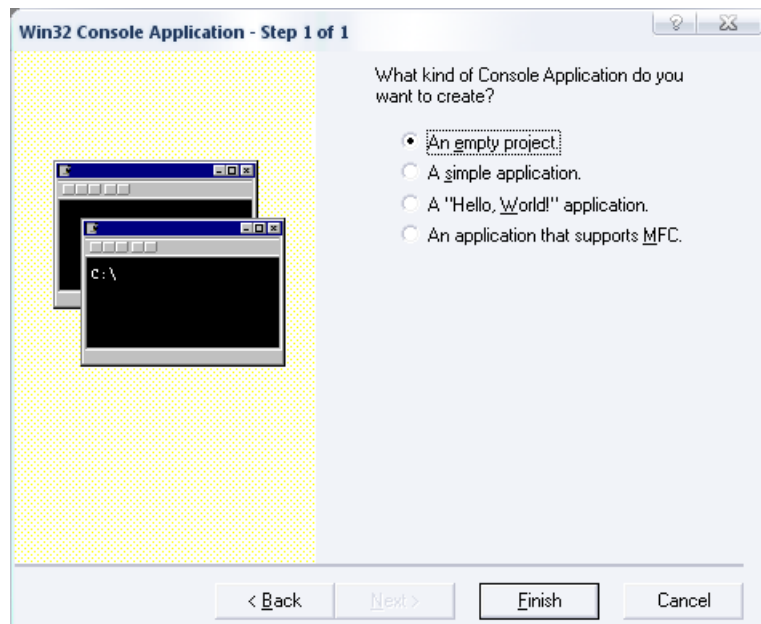 Win32 Console Application - Step 1 of 1
What kind of Console Application do you
want to create?
An empty project.
A simple application.
A "Hello, World!" application.
An application that supports MFC.
C:\
< Back
Next >
Finish
Cancel